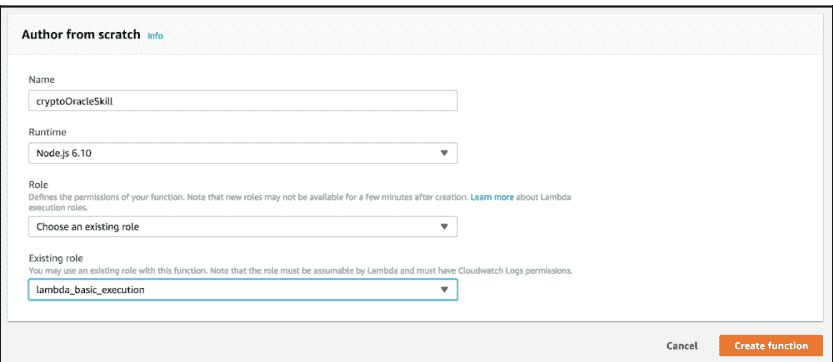 Author from scratch Info
Name
cryptoOracleSkill
Runtime
Node.js 6.10
Role
Defines the permissions of your function. Note that new roles may not be available for a few minutes after creation. Learn more about Lambda
execution roles.
Choose an existing role
Existing role
You may use an existing role with this function. Note that the role must be assumable by Lambda and must have Cloudwatch Logs permissions.
lambda_basic_execution
Cancel Create function